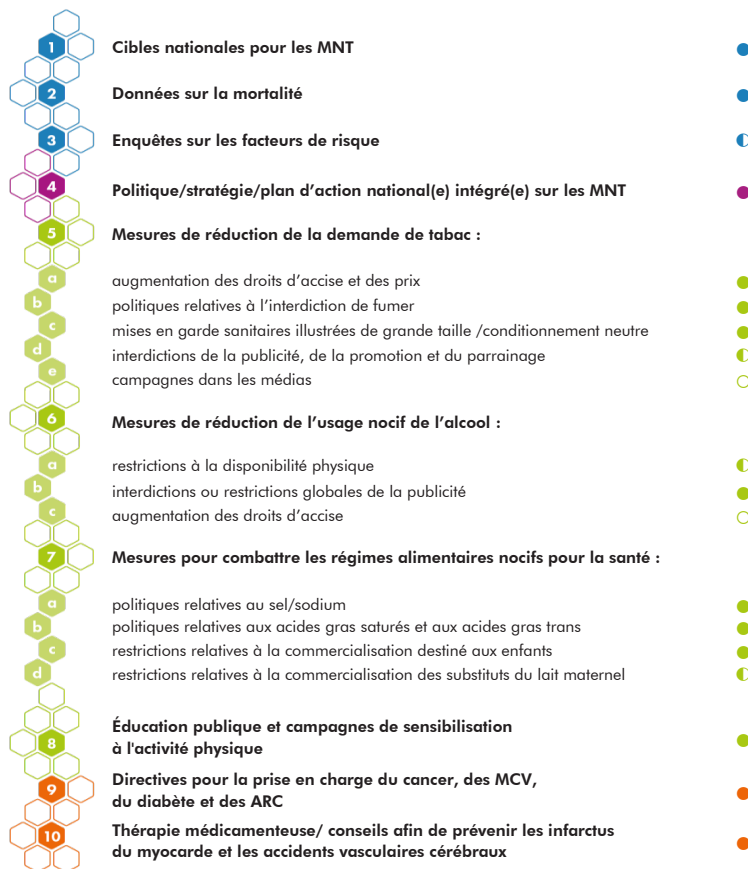 1 Cibles nationales pour les MNT
2 Données sur la mortalité
3 Enquêtes sur les facteurs de risque
4 Politique/stratégie/plan d’action national(e) intégré(e) sur les MNT
5 Mesures de réduction de la demande de tabac :
a augmentation des droits d’accise et des prix
b politiques relatives à l’interdiction de fumer
c mises en garde sanitaires illustrées de grande taille /conditionnement neutre
d interdictions de la publicité, de la promotion et du parrainage
e campagnes dans les médias
6 Mesures de réduction de l’usage nocif de l’alcool :
a restrictions à la disponibilité physique
b interdictions ou restrictions globales de la publicité
c augmentation des droits d’accise
7 Mesures pour combattre les régimes alimentaires nocifs pour la santé :
a politiques relatives au sel/sodium
b politiques relatives aux acides gras saturés et aux acides gras trans
c restrictions relatives à la commercialisation destiné aux enfants
d restrictions relatives à la commercialisation des substituts du lait maternel
8 Éducation publique et campagnes de sensibilisation
à l'activité physique
9 Directives pour la prise en charge du cancer, des MCV,
du diabète et des ARC
10 Thérapie médicamenteuse/ conseils afin de prévenir les infarctus
du myocarde et les accidents vasculaires cérébraux